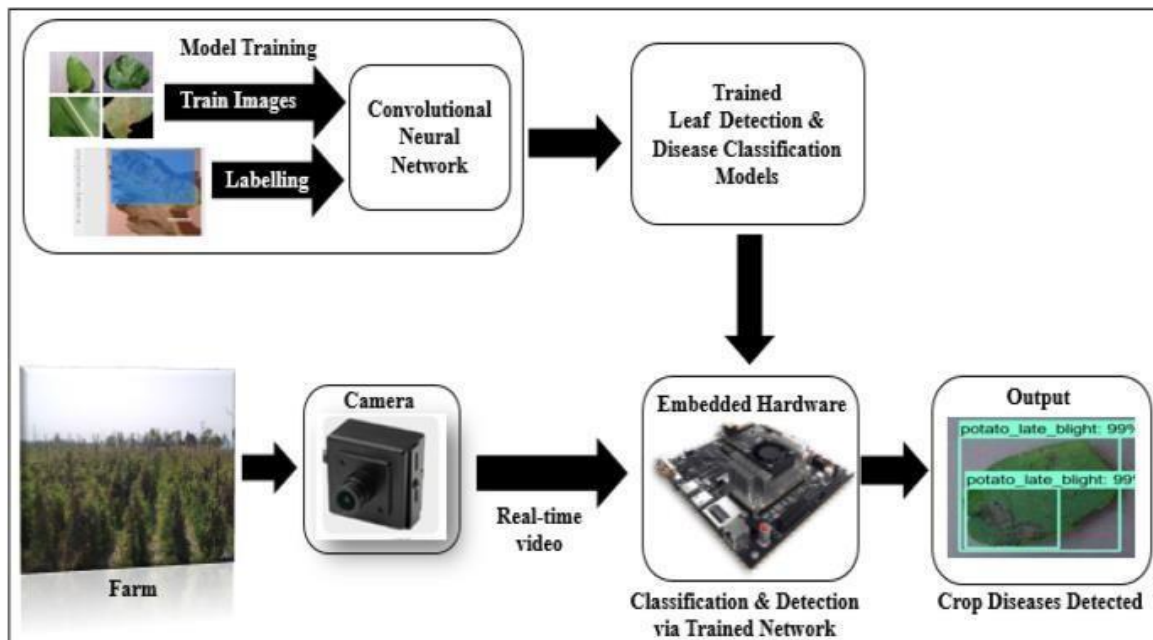 Model Training
Train Images
Labelling
Convolutional
Neural
Network
Trained
Leaf Detection &
Disease Classification
Models
Farm
Camera
Real-time
video
Embedded Hardware
Classification & Detection
via Trained Network
Output
potato_late_blight: 99%
potato_late_blight: 99%
Crop Diseases Detected